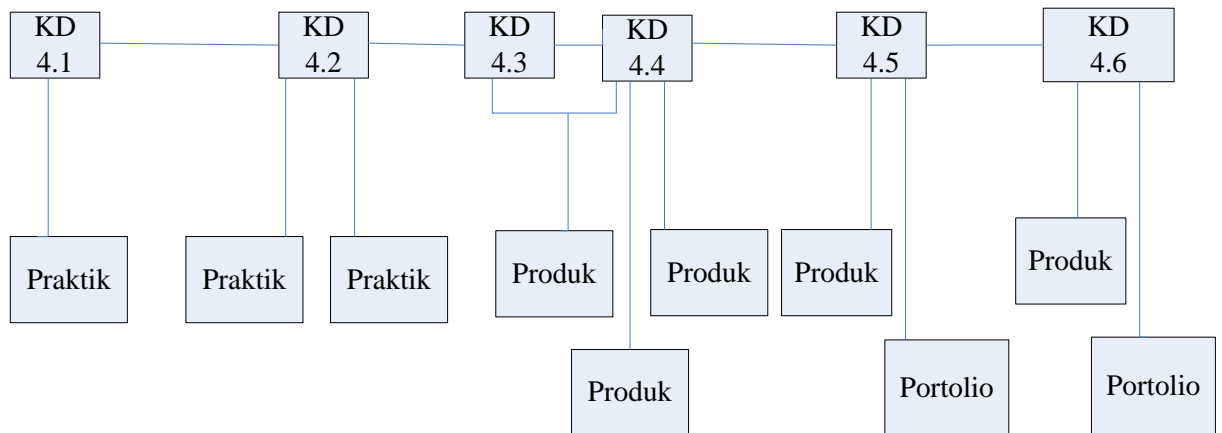 KD
4.1
KD
4.2
KD
4.3
KD
4.4
KD
4.5
KD
4.6
Praktik
Praktik
Praktik
Produk
Produk
Produk
Produk
Produk
Portolio
Portolio